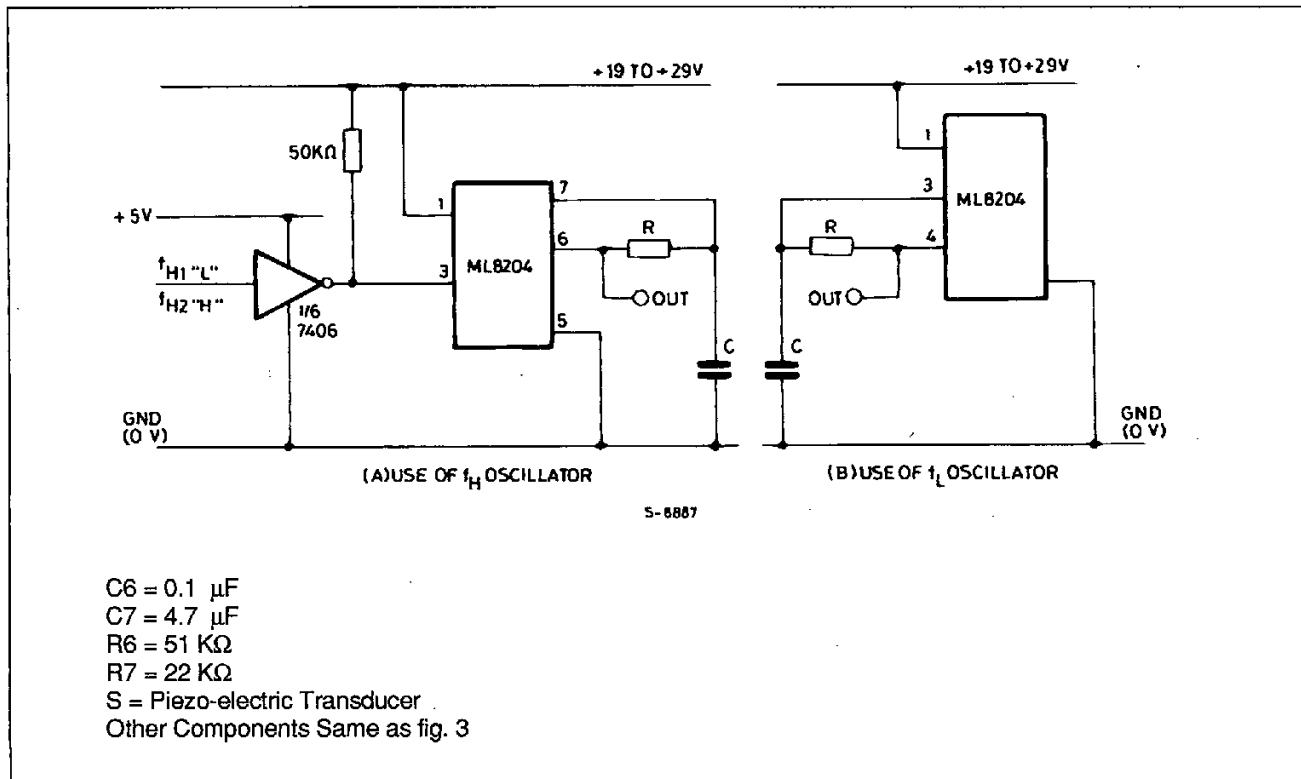 +19 TO +29V
+19 TO +29V
50KΩ
1
7
1
+5V
R
3
ML8204
6
R
4
fH1 "L"
3
ML8204
OUT
OUT
fH2 "H"
1/6
7406
5
C
C
GND
(0 V)
GND
(0 V)
(A) USE OF fH OSCILLATOR
(B) USE OF fL OSCILLATOR
S-6887
C6 = 0.1 µF
C7 = 4.7 µF
R6 = 51 KΩ
R7 = 22 KΩ
S = Piezo-electric Transducer
Other Components Same as fig. 3